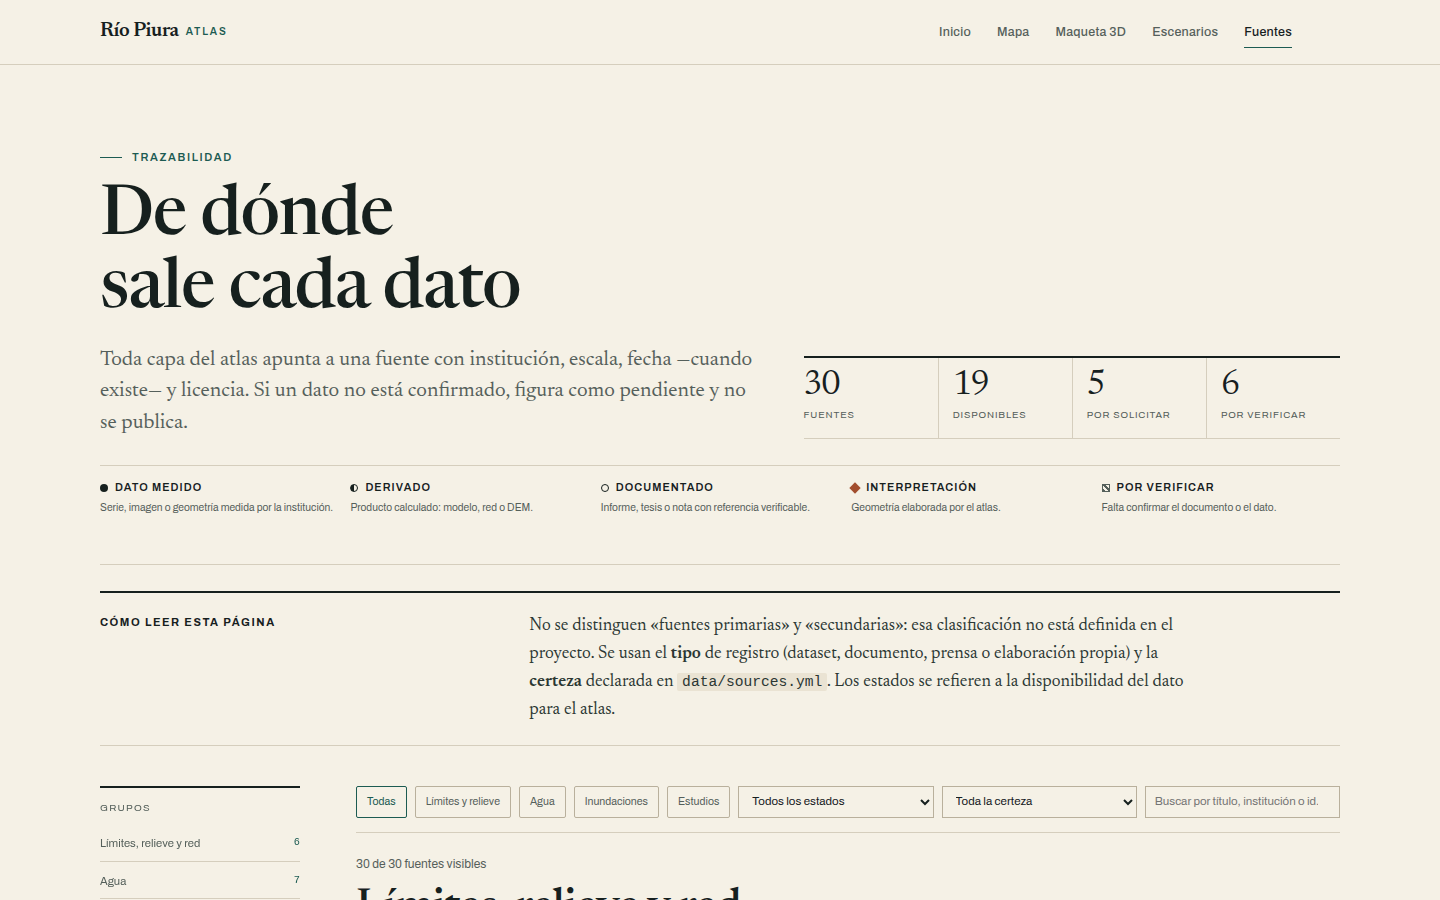 Río Piura ATLAS
Inicio Mapa Maqueta 3D Escenarios Fuentes
TRAZABILIDAD
De dónde
sale cada dato
Toda capa del atlas apunta a una fuente con institución, escala, fecha —cuando
existe— y licencia. Si un dato no está confirmado, figura como pendiente y no
se publica.
30 19 5 6
FUENTES DISPONIBLES POR SOLICITAR POR VERIFICAR
DATO MEDIDO DERIVADO DOCUMENTADO INTERPRETACIÓN POR VERIFICAR
Serie, imagen o geometría medida por la institución. Producto calculado: modelo, red o DEM. Informe, tesis o nota con referencia verificable. Geometría elaborada por el atlas. Falta confirmar el documento o el dato.
CÓMO LEER ESTA PÁGINA
No se distinguen «fuentes primarias» y «secundarias»: esa clasificación no está definida en el
proyecto. Se usan el tipo de registro (dataset, documento, prensa o elaboración propia) y la
certeza declarada en data/sources.yml. Los estados se refieren a la disponibilidad del dato
para el atlas.
GRUPOS
Límites, relieve y red 6
Agua 7
Todas Límites y relieve Agua Inundaciones Estudios Todos los estados Toda la certeza Buscar por título, institución o id.
30 de 30 fuentes visibles
Límites, relieve y red